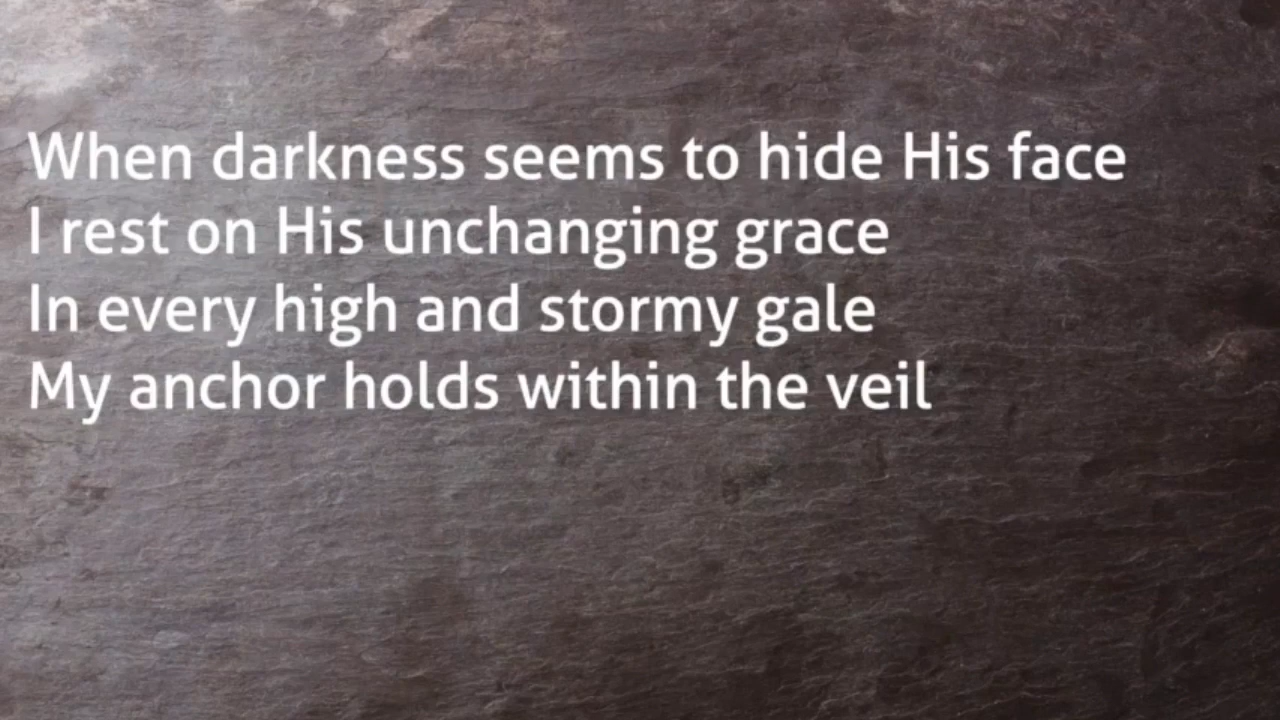 When darkness seems to hide His face
I rest on His unchanging grace
In every high and stormy gale
My anchor holds within the veil